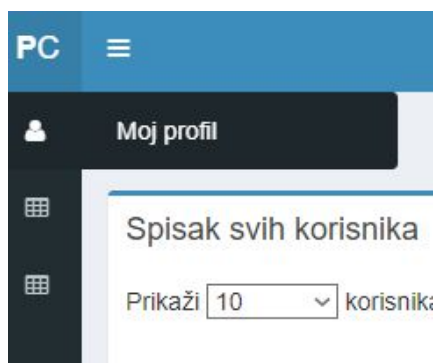 PC
Moj profil
Spisak svih korisnika
Prikaži 10 korisnika